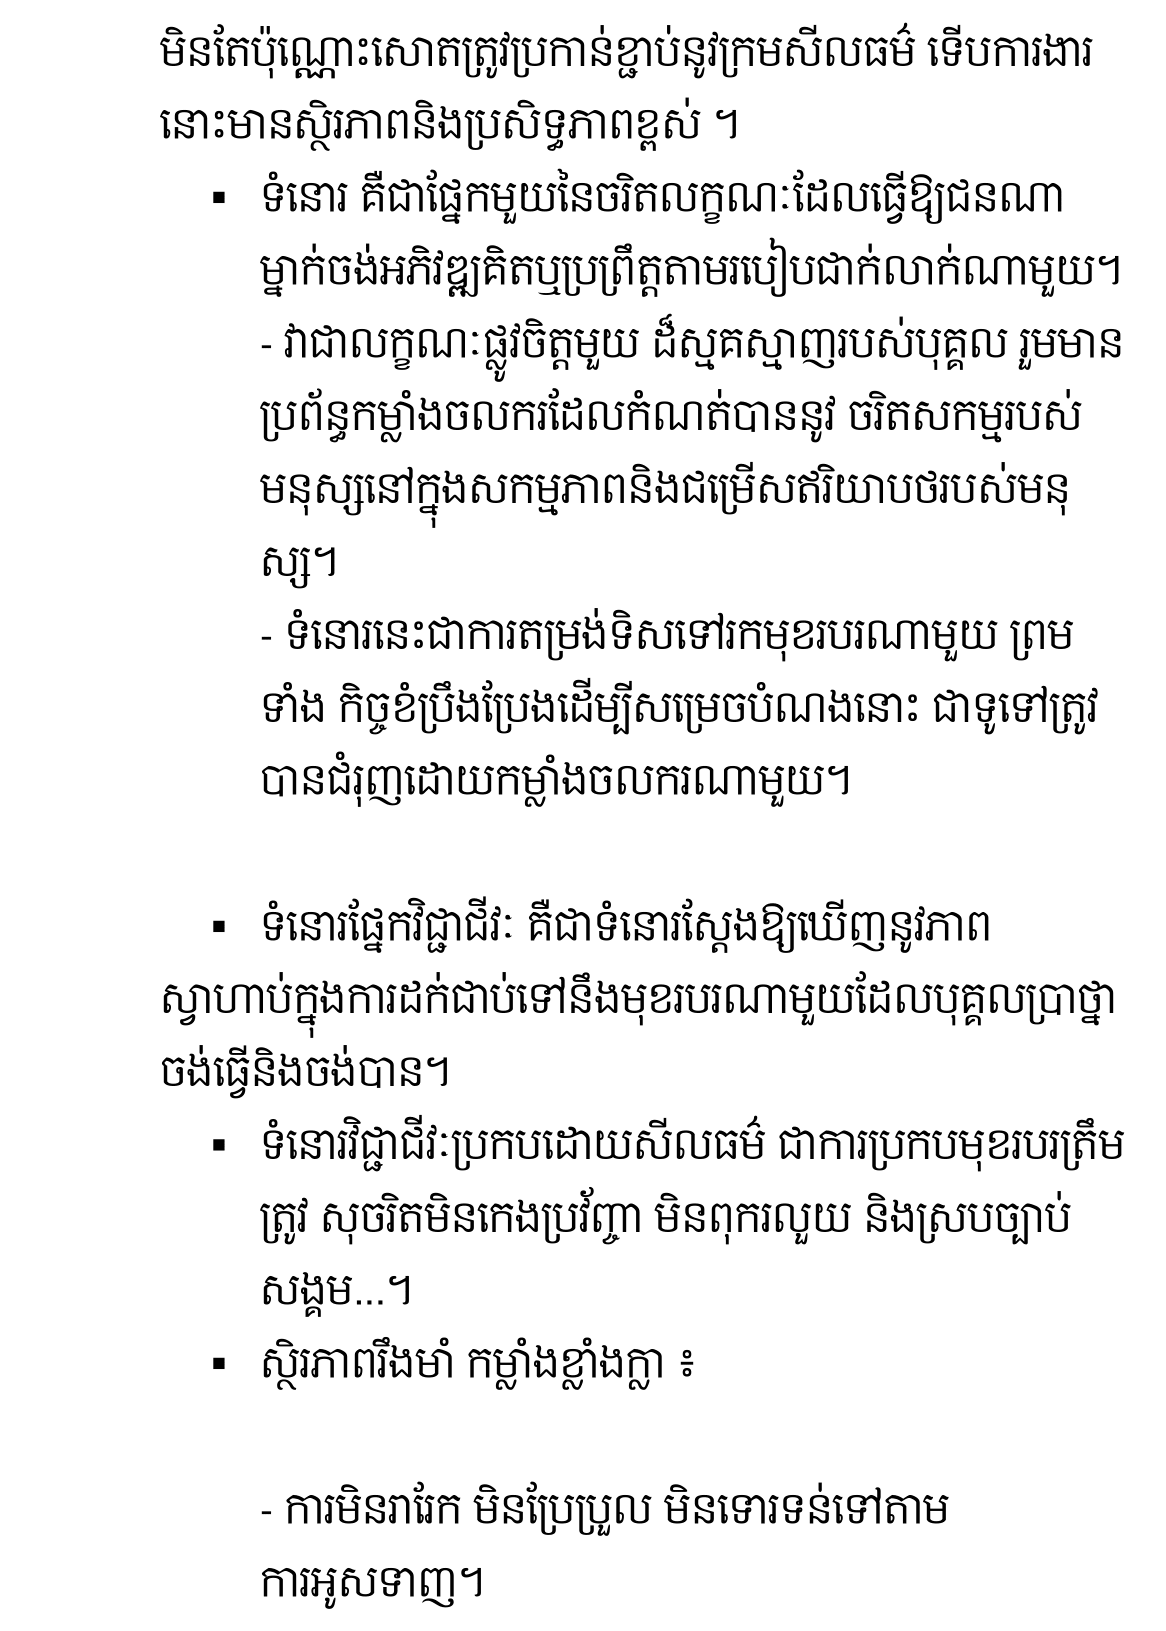 មិនតែប៉ុណ្ណោះសោតត្រូវប្រកាន់ខ្ជាប់នូវក្រមសីលធម៌ ទើបការងារ
នោះមានស្ថិរភាពនិងប្រសិទ្ធភាពខ្ពស់ ។
▪ ទំនោរ គឺជាផ្នែកមួយនៃចរិតលក្ខណៈដែលធ្វើឱ្យជនណា
ម្នាក់ចង់អភិវឌ្ឍគិតឬប្រព្រឹត្តតាមរបៀបជាក់លាក់ណាមួយ។
- វាជាលក្ខណៈផ្លូវចិត្តមួយ ដ៏ស្មុគស្មាញរបស់បុគ្គល រួមមាន
ប្រព័ន្ធកម្លាំងចលករដែលកំណត់បាននូវ ចរិតសកម្មរបស់
មនុស្សនៅក្នុងសកម្មភាពនិងជម្រើសឥរិយាបថរបស់មនុ
ស្ស។
- ទំនោរនេះជាការតម្រង់ទិសទៅរកមុខរបរណាមួយ ព្រម
ទាំង កិច្ចខំប្រឹងប្រែងដើម្បីសម្រេចបំណងនោះ ជាទូទៅត្រូវ
បានជំរុញដោយកម្លាំងចលករណាមួយ។
▪ ទំនោរផ្នែកវិជ្ជាជីវៈ គឺជាទំនោរស្តែងឱ្យឃើញនូវភាព
ស្វាហាប់ក្នុងការដក់ជាប់ទៅនឹងមុខរបរណាមួយដែលបុគ្គលប្រាថ្នា
ចង់ធ្វើនិងចង់បាន។
▪ ទំនោរវិជ្ជាជីវៈប្រកបដោយសីលធម៌ ជាការប្រកបមុខរបរត្រឹម
ត្រូវ សុចរិតមិនកេងប្រវ័ញ្ចា មិនពុករលួយ និងស្របច្បាប់
សង្គម...។
▪ ស្ថិរភាពរឹងមាំ កម្លាំងខ្លាំងក្លា ៖
- ការមិនរារែក មិនប្រែប្រួល មិនទោរទន់ទៅតាម
ការអូសទាញ។